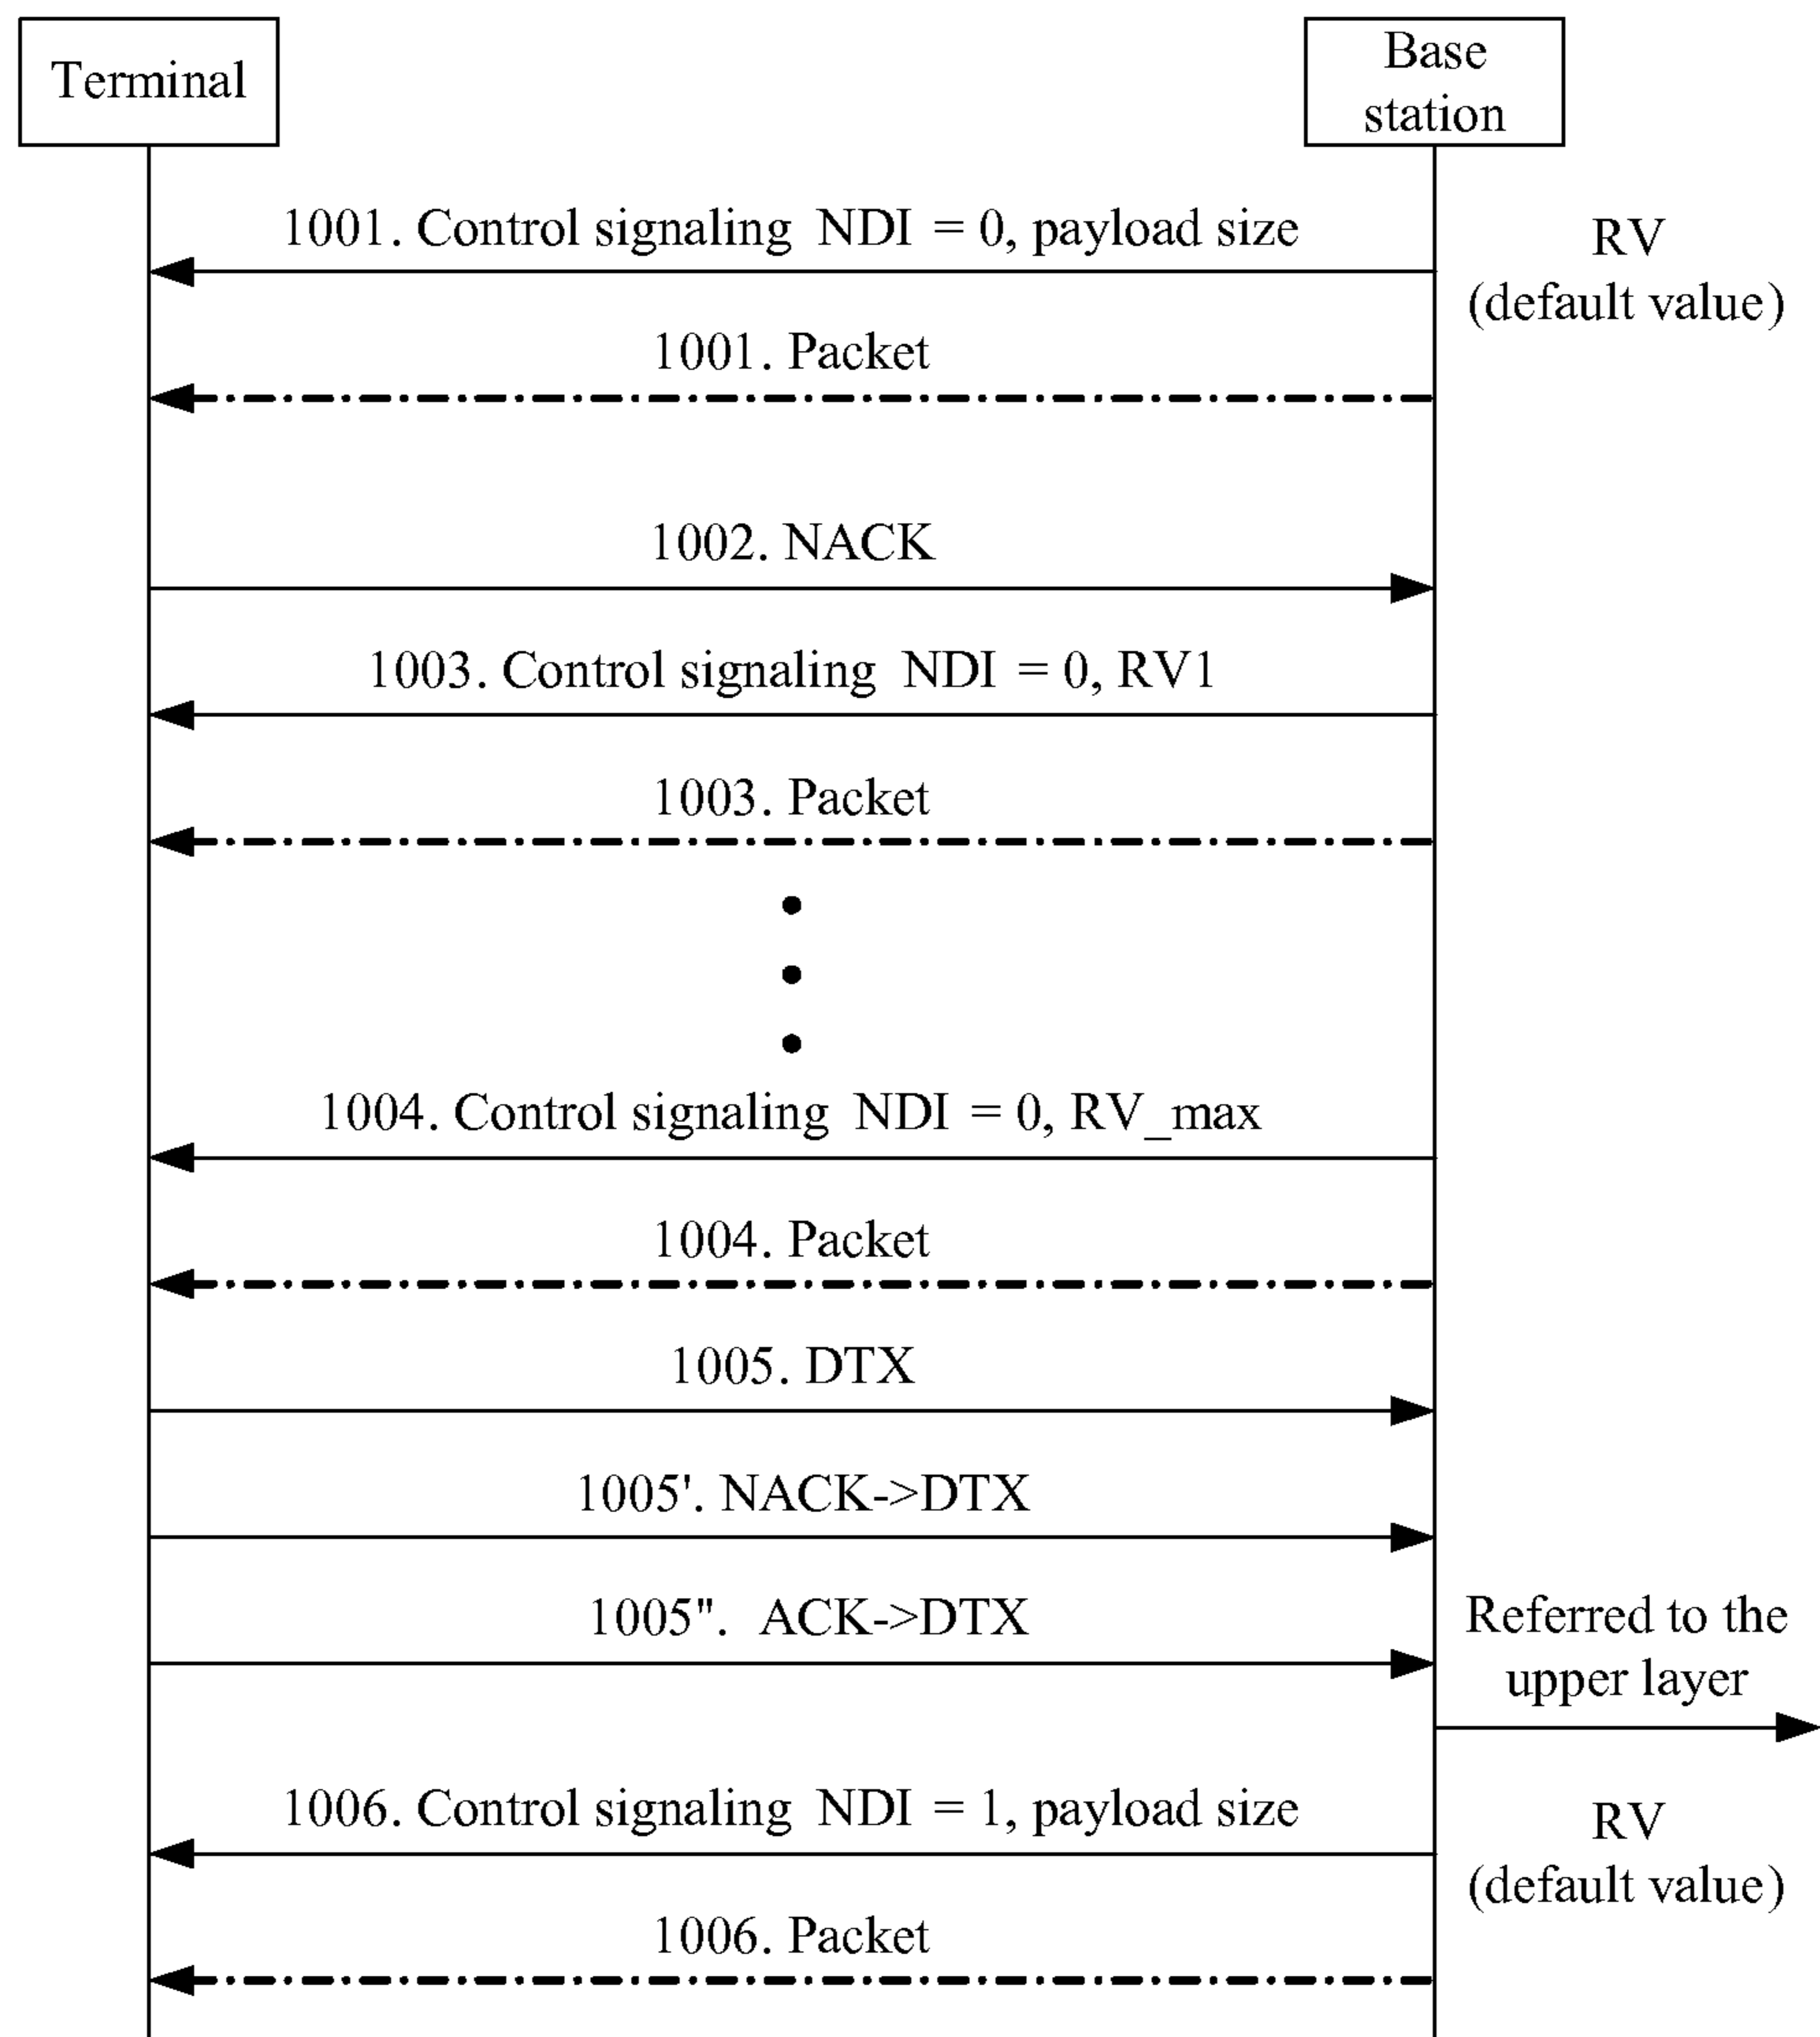 Terminal
Base
station
1001. Control signaling NDI = 0, payload size
RV
(default value)
1001. Packet
1002. NACK
1003. Control signaling NDI = 0, RV1
1003. Packet
1004. Control signaling NDI = 0, RV_max
1004. Packet
1005. DTX
1005'. NACK->DTX
1005". ACK->DTX
Referred to the
upper layer
1006. Control signaling NDI = 1, payload size
RV
(default value)
1006. Packet